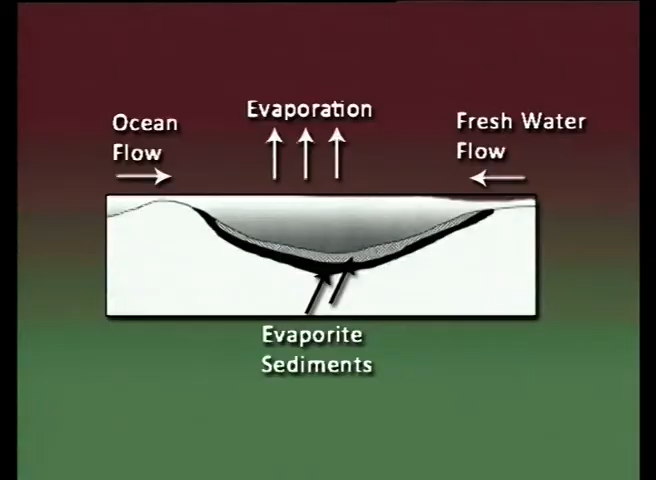 Evaporation
Ocean
Flow
Fresh Water
Flow
Evaporite
Sediments